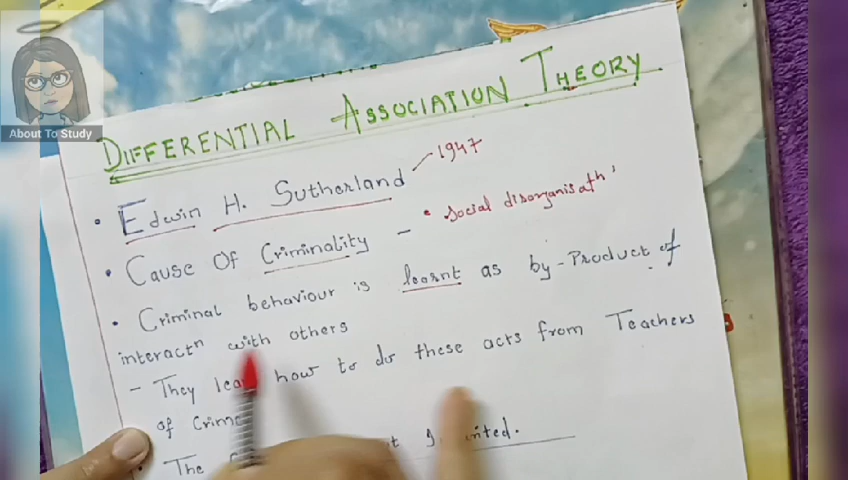 About To Study
DIFFERENTIAL ASSOCIATION THEORY
• Edwin H. Sutherland 1947
• Cause Of Criminality - "social disorganisatn'
• Criminal behaviour is learnt as by-Product of
interactn with others
- They how to do these acts from Teachers
of Crime
• The